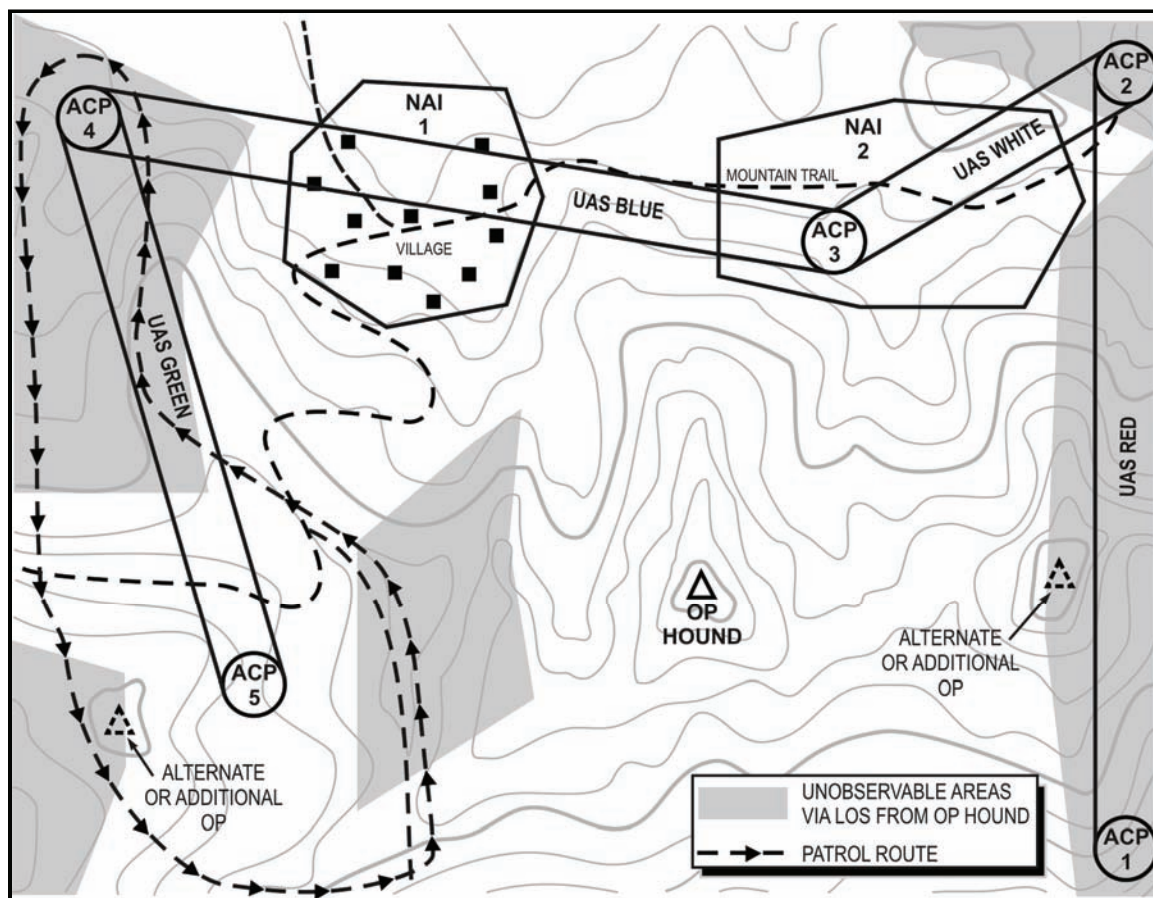 ACP
2
ACP
4
NAI
1
NAI
2
UAS WHITE
MOUNTAIN TRAIL
UAS BLUE
ACP
3
VILLAGE
UAS GREEN
UAS RED
OP
HOUND
ALTERNATE
OR ADDITIONAL
OP
ACP
5
ALTERNATE
OR ADDITIONAL
OP
UNOBSERVABLE AREAS
VIA LOS FROM OP HOUND
PATROL ROUTE
ACP
1